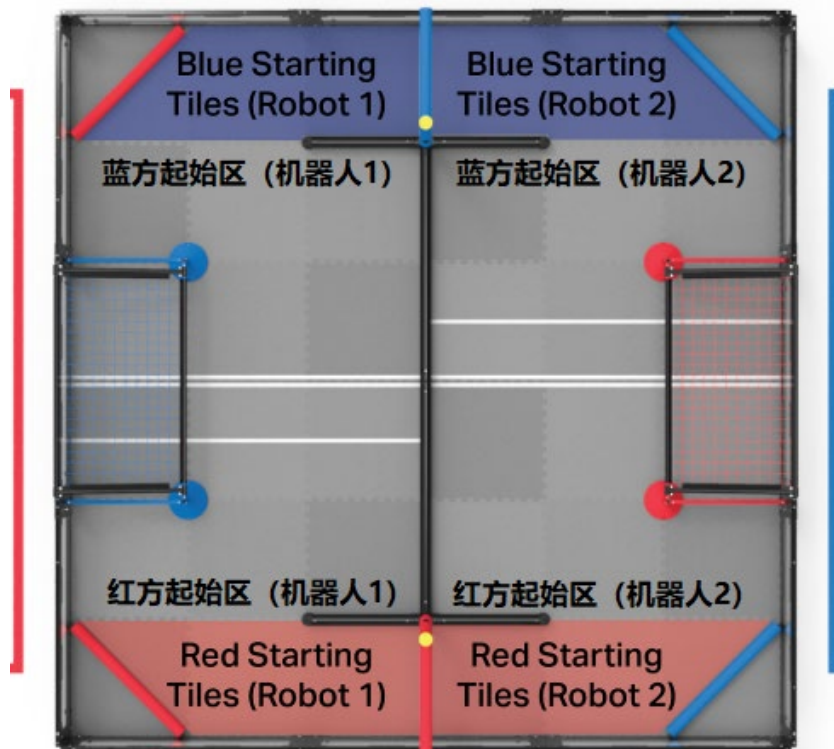 Blue Starting
Tiles (Robot 1)
Blue Starting
Tiles (Robot 2)
蓝方起始区（机器人1）
蓝方起始区（机器人2）
红方起始区（机器人1）
红方起始区（机器人2）
Red Starting
Tiles (Robot 1)
Red Starting
Tiles (Robot 2)